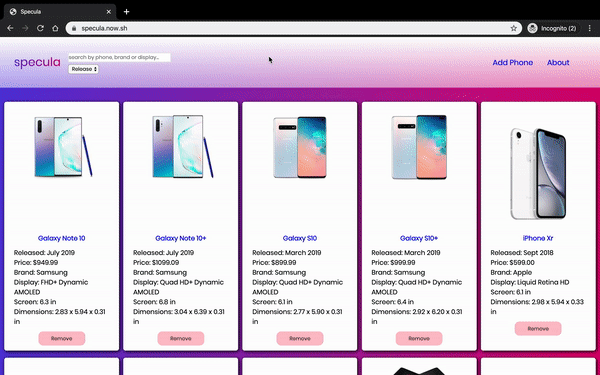 Specula
specula.now.sh
Incognito (2)
specula
search by phone, brand or display...
Release
Add Phone
About
Galaxy Note 10
Released: July 2019
Price: $949.99
Brand: Samsung
Display: FHD+ Dynamic
AMOLED
Screen: 6.3 in
Dimensions: 2.83 x 5.94 x 0.31
in
Remove
Galaxy Note 10+
Released: July 2019
Price: $1099.09
Brand: Samsung
Display: Quad HD+ Dynamic
AMOLED
Screen: 6.8 in
Dimensions: 3.04 x 6.39 x 0.31
in
Remove
Galaxy S10
Released: March 2019
Price: $899.99
Brand: Samsung
Display: Quad HD+ Dynamic
AMOLED
Screen: 6.1 in
Dimensions: 2.77 x 5.90 x 0.31
in
Remove
Galaxy S10+
Released: March 2019
Price: $999.99
Brand: Samsung
Display: Quad HD+ Dynamic
AMOLED
Screen: 6.4 in
Dimensions: 2.92 x 6.20 x 0.31
in
Remove
iPhone Xr
Released: Sept 2018
Price: $599.00
Brand: Apple
Display: Liquid Retina HD
Screen: 6.1 in
Dimensions: 2.98 x 5.94 x 0.33
in
Remove